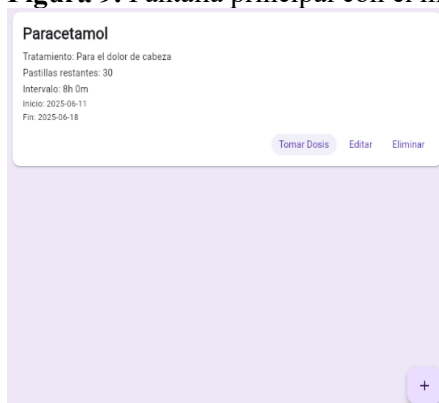 Figura 9. Pantalla principal con el
Paracetamol
Tratamiento: Para el dolor de cabeza
Pastillas restantes: 30
Intervalo: 8h 0m
Inicio: 2025-06-11
Fin: 2025-06-18
Tomar Dosis Editar Eliminar
+